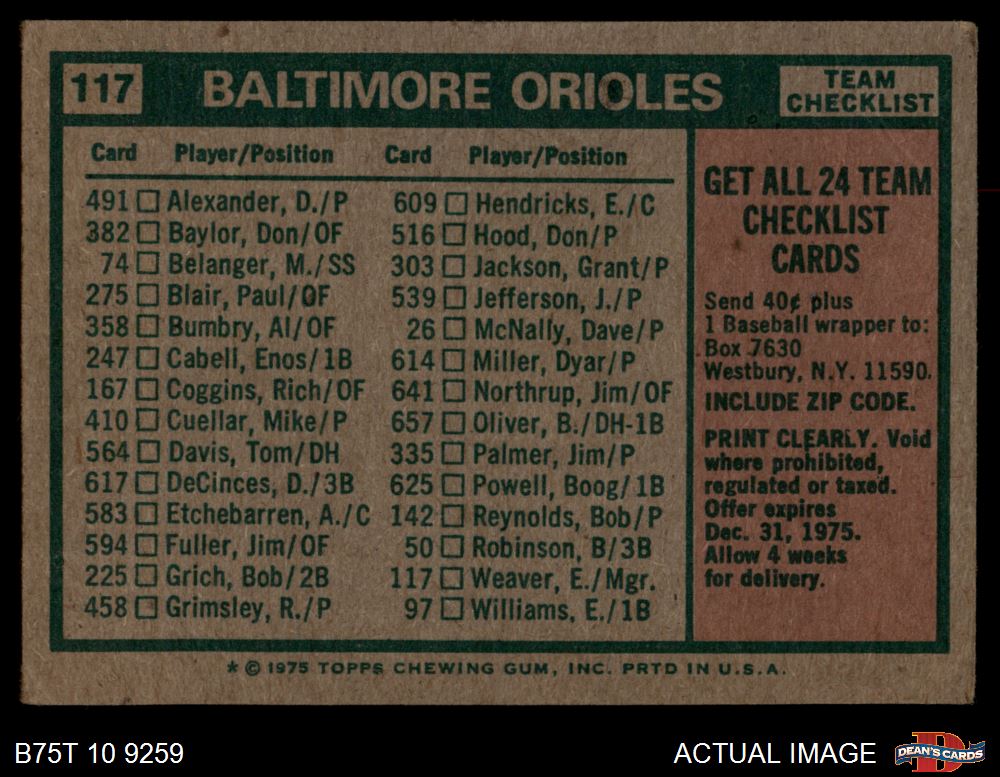 117 BALTIMORE ORIOLES TEAM CHECKLIST
Card Player/Position Card Player/Position
491 □ Alexander, D./P
382 □ Baylor, Don/OF
74 □ Belanger, M./SS
275 □ Blair, Paul/OF
358 □ Bumbry, Al/OF
247 □ Cabell, Enos/1B
167 □ Coggins, Rich/OF
410 □ Cuellar, Mike/P
564 □ Davis, Tom/DH
617 □ DeCinces, D./3B
583 □ Etchebarren, A./C
594 □ Fuller, Jim/OF
225 □ Grich, Bob/2B
458 □ Grimsley, R./P
609 □ Hendricks, E./C
516 □ Hood, Don/P
303 □ Jackson, Grant/P
539 □ Jefferson, J./P
26 □ McNally, Dave/P
614 □ Miller, Dyar/P
641 □ Northrup, Jim/OF
657 □ Oliver, B./DH-1B
335 □ Palmer, Jim/P
625 □ Powell, Boog/1B
142 □ Reynolds, Bob/P
50 □ Robinson, B/3B
117 □ Weaver, E./Mgr.
97 □ Williams, E./1B
GET ALL 24 TEAM
CHECKLIST
CARDS
Send 40¢ plus
1 Baseball wrapper to:
Box 7630
Westbury, N.Y. 11590.
INCLUDE ZIP CODE.
PRINT CLEARLY. Void
where prohibited,
regulated or taxed.
Offer expires
Dec. 31, 1975.
Allow 4 weeks
for delivery.
* © 1975 TOPPS CHEWING GUM, INC. PRTD IN U.S.A.
B75T 10 9259
ACTUAL IMAGE
DEAN'S CARDS